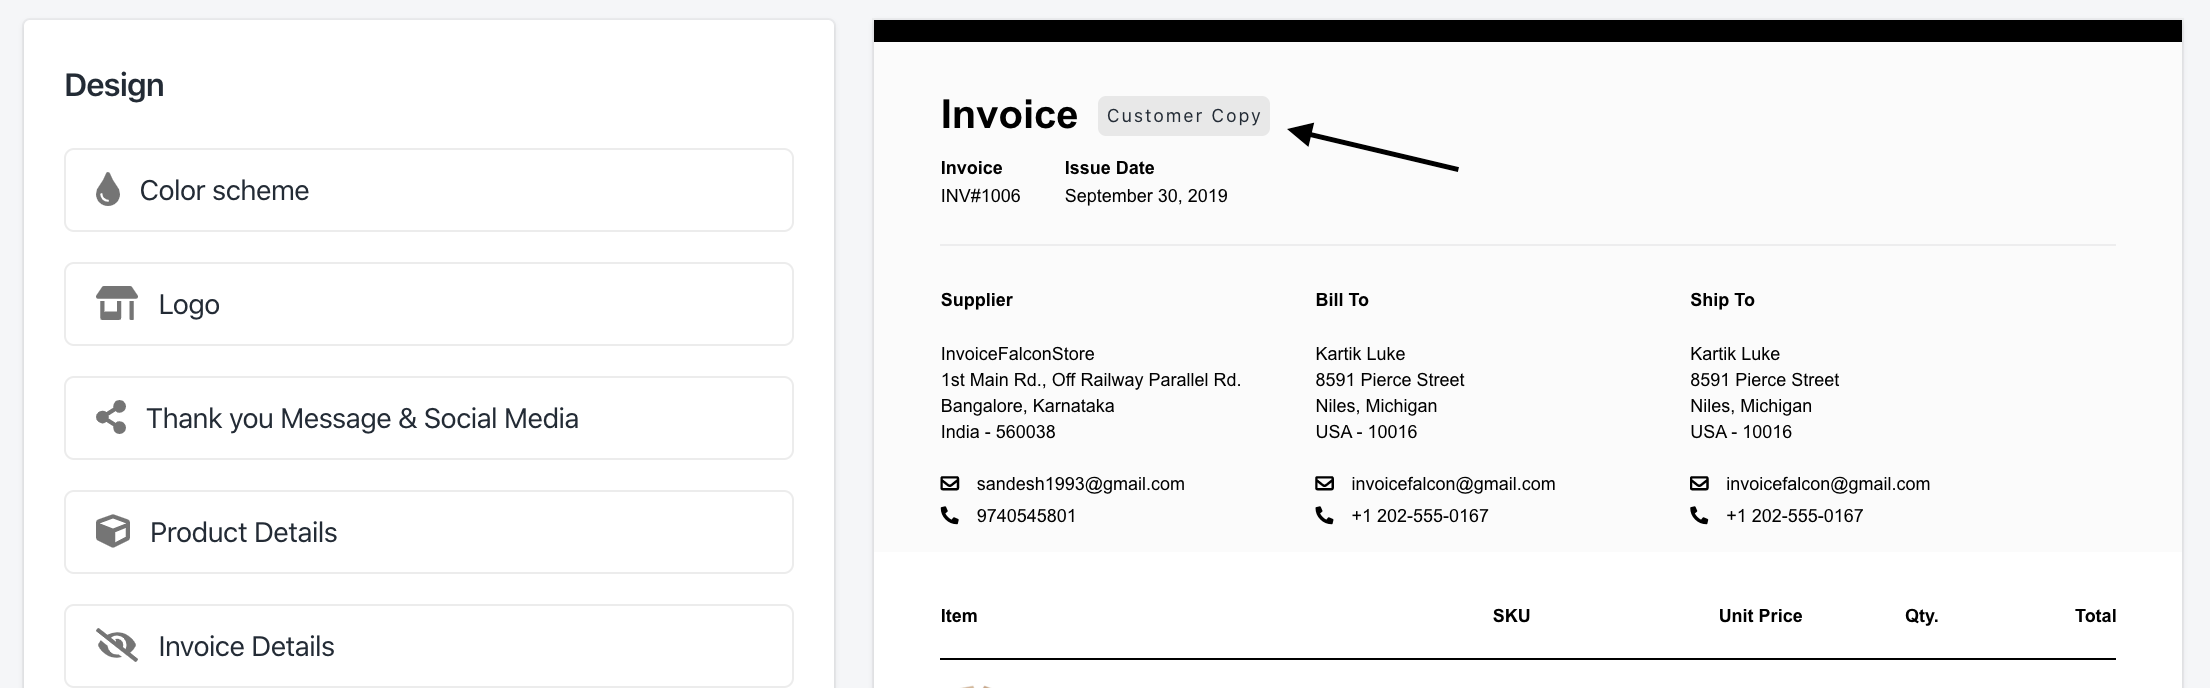 Design
Color scheme
Logo
Thank you Message & Social Media
Product Details
Invoice Details
Invoice Customer Copy
Invoice Issue Date
INV#1006 September 30, 2019
Supplier Bill To Ship To
InvoiceFalconStore Kartik Luke Kartik Luke
1st Main Rd., Off Railway Parallel Rd. 8591 Pierce Street 8591 Pierce Street
Bangalore, Karnataka Niles, Michigan Niles, Michigan
India - 560038 USA - 10016 USA - 10016
sandesh1993@gmail.com invoicefalcon@gmail.com invoicefalcon@gmail.com
9740545801 +1 202-555-0167 +1 202-555-0167
Item SKU Unit Price Qty. Total